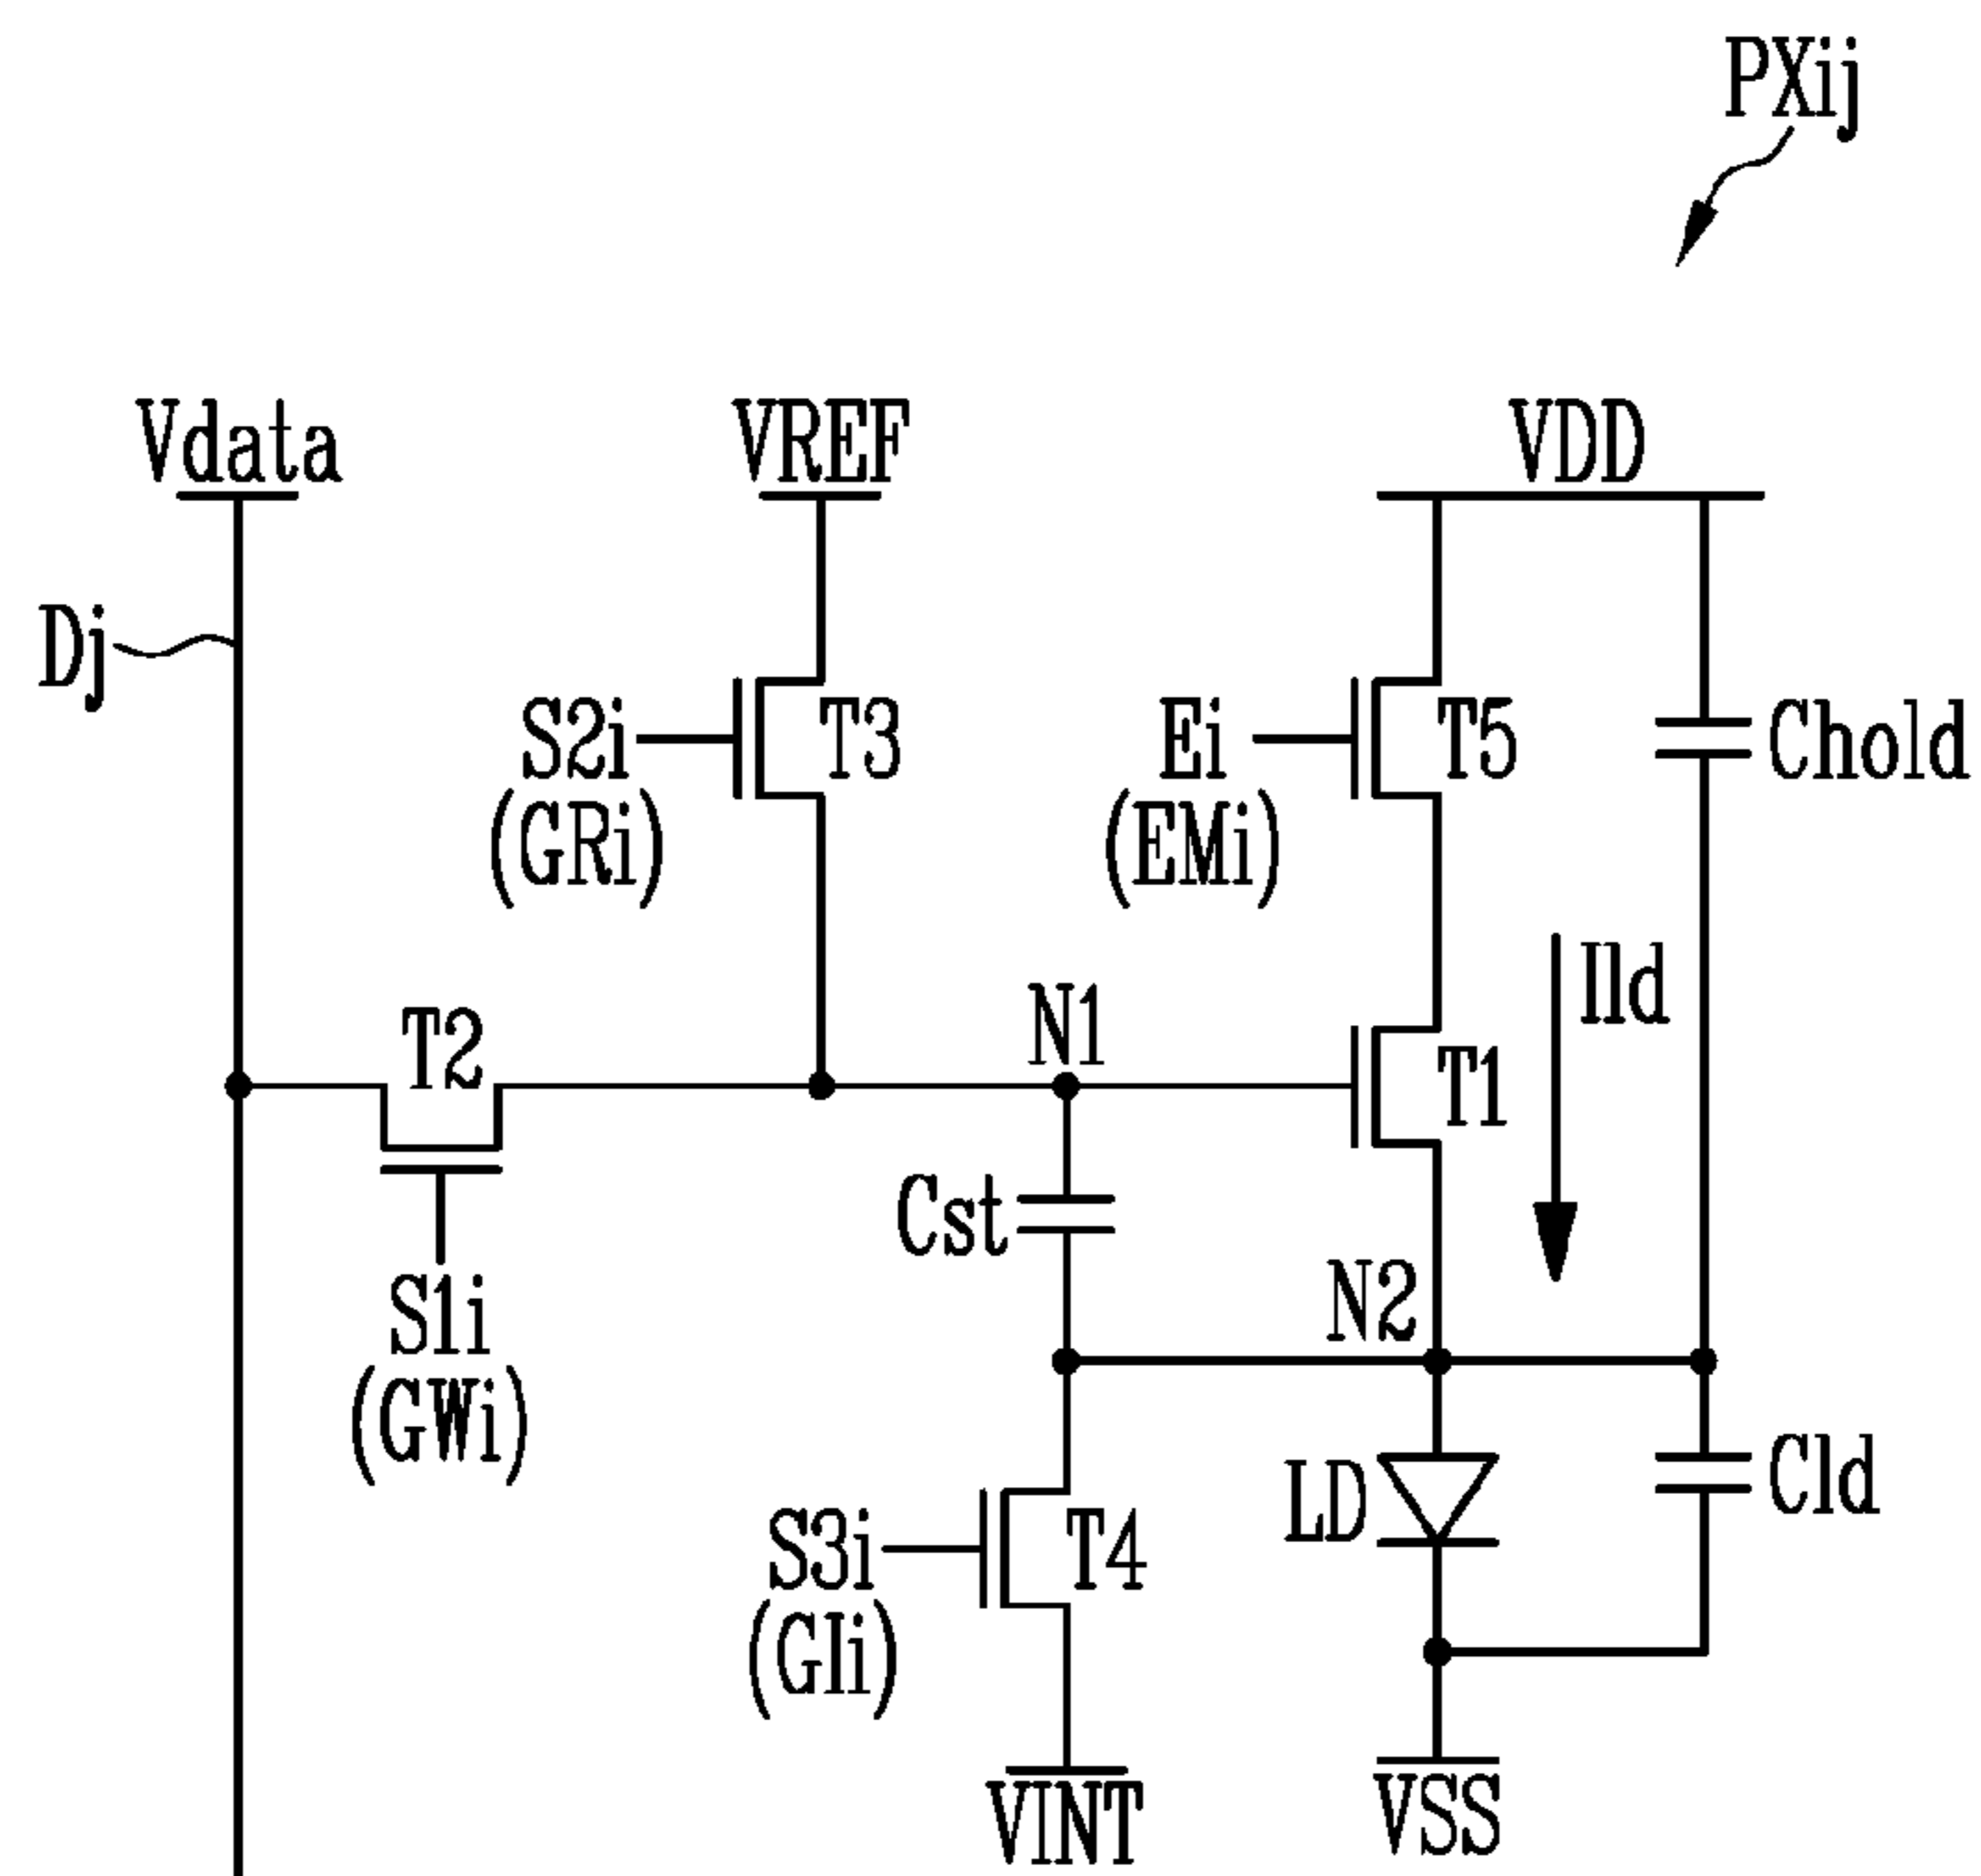 PXij
Vdata
VREF
VDD
Dj
S2i
(GRi)
T3
Ei
(EMi)
T5
Chold
Ild
T2
N1
T1
Cst
S1i
(GWi)
N2
LD
Cld
S3i
(GIi)
T4
VINT
VSS